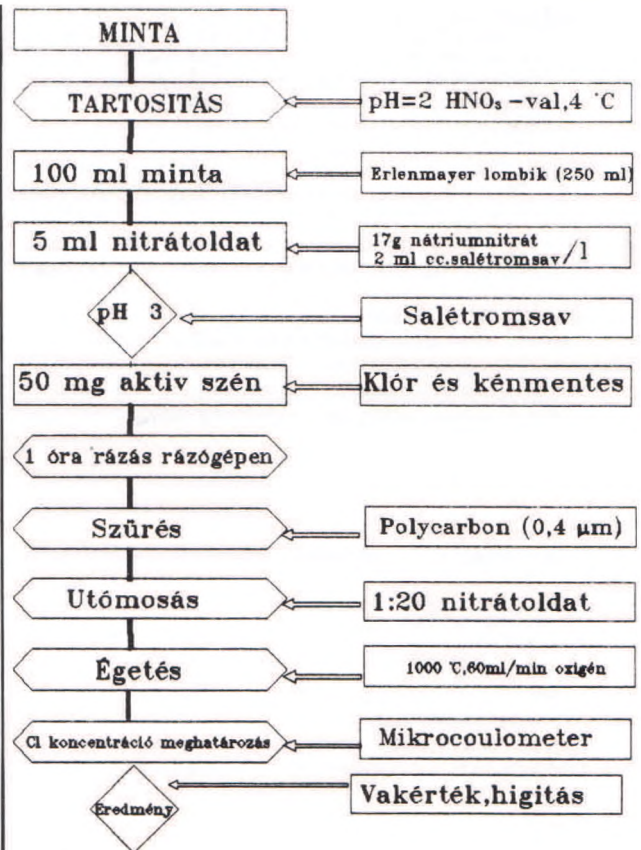 MINTA
TARTOSITÁS
pH=2 HNO₃-val,4 °C
100 ml minta
Erlenmayer lombik (250 ml)
5 ml nitrátoldat
17g nátriumnitrát
2 ml cc.salétromsav/l
pH 3
Salétromsav
50 mg aktiv szén
Klór és kénmentes
1 óra rázás rázógépen
Szürés
Polycarbon (0,4 µm)
Utómosás
1:20 nitrátoldat
Égetés
1000 °C,60ml/min oxigén
Cl koncentráció meghatározás
Mikrocoulometer
Eredmény
Vakérték,higitás